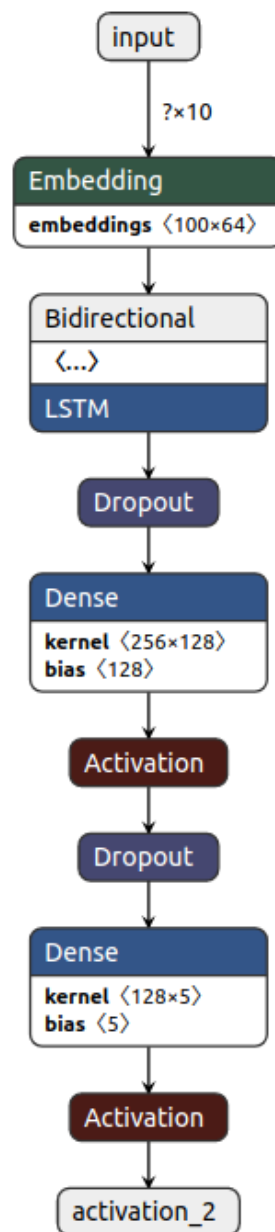 input
?×10
Embedding
embeddings 〈100×64〉
Bidirectional
〈...〉
LSTM
Dropout
Dense
kernel 〈256×128〉
bias 〈128〉
Activation
Dropout
Dense
kernel 〈128×5〉
bias 〈5〉
Activation
activation_2